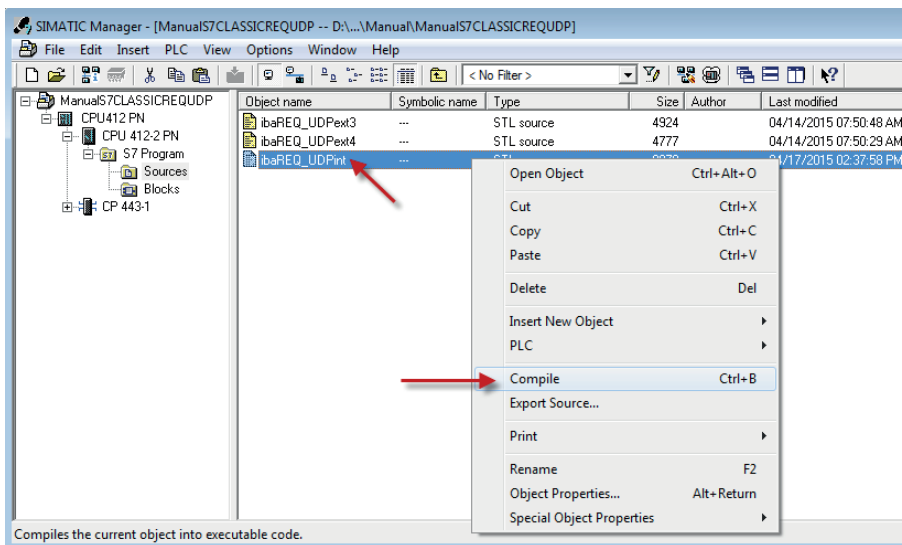 SIMATIC Manager - [ManualS7CLASSICREQUDP -- D:\...\Manual\ManualS7CLASSICREQUDP]
File Edit Insert PLC View Options Window Help
< No Filter >
ManualS7CLASSICREQUDP
CPU412 PN
CPU 412-2 PN
S7 Program
Sources
Blocks
CP 443-1
Object name Symbolic name Type Size Author Last modified
ibaREQ_UDPext3 --- STL source 4924 04/14/2015 07:50:48 AM
ibaREQ_UDPext4 --- STL source 4777 04/14/2015 07:50:29 AM
ibaREQ_UDPint --- 04/17/2015 02:37:58 PM
Open Object Ctrl+Alt+O
Cut Ctrl+X
Copy Ctrl+C
Paste Ctrl+V
Delete Del
Insert New Object
PLC
Compile Ctrl+B
Export Source...
Print
Rename F2
Object Properties... Alt+Return
Special Object Properties
Compiles the current object into executable code.